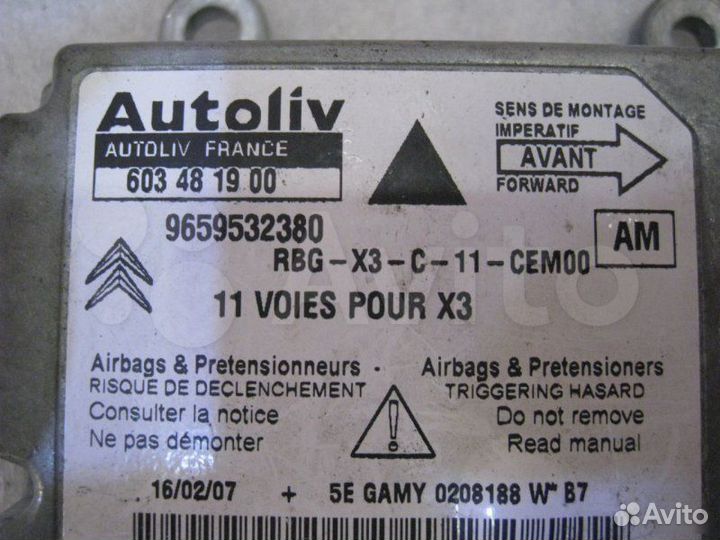 Autoliv
AUTOLIV FRANCE
603 48 19 00
SENS DE MONTAGE
IMPERATIF
AVANT
FORWARD
9659532380
AM
RBG-X3-C-11-CEM00
11 VOIES POUR X3
Airbags & Pretensionneurs
RISQUE DE DECLENCHEMENT
Consulter la notice
Ne pas démonter
Airbags & Pretensioners
TRIGGERING HASARD
Do not remove
Read manual
!
16/02/07 + 5E GAMY 0208188 W" B7
Avito
Avito